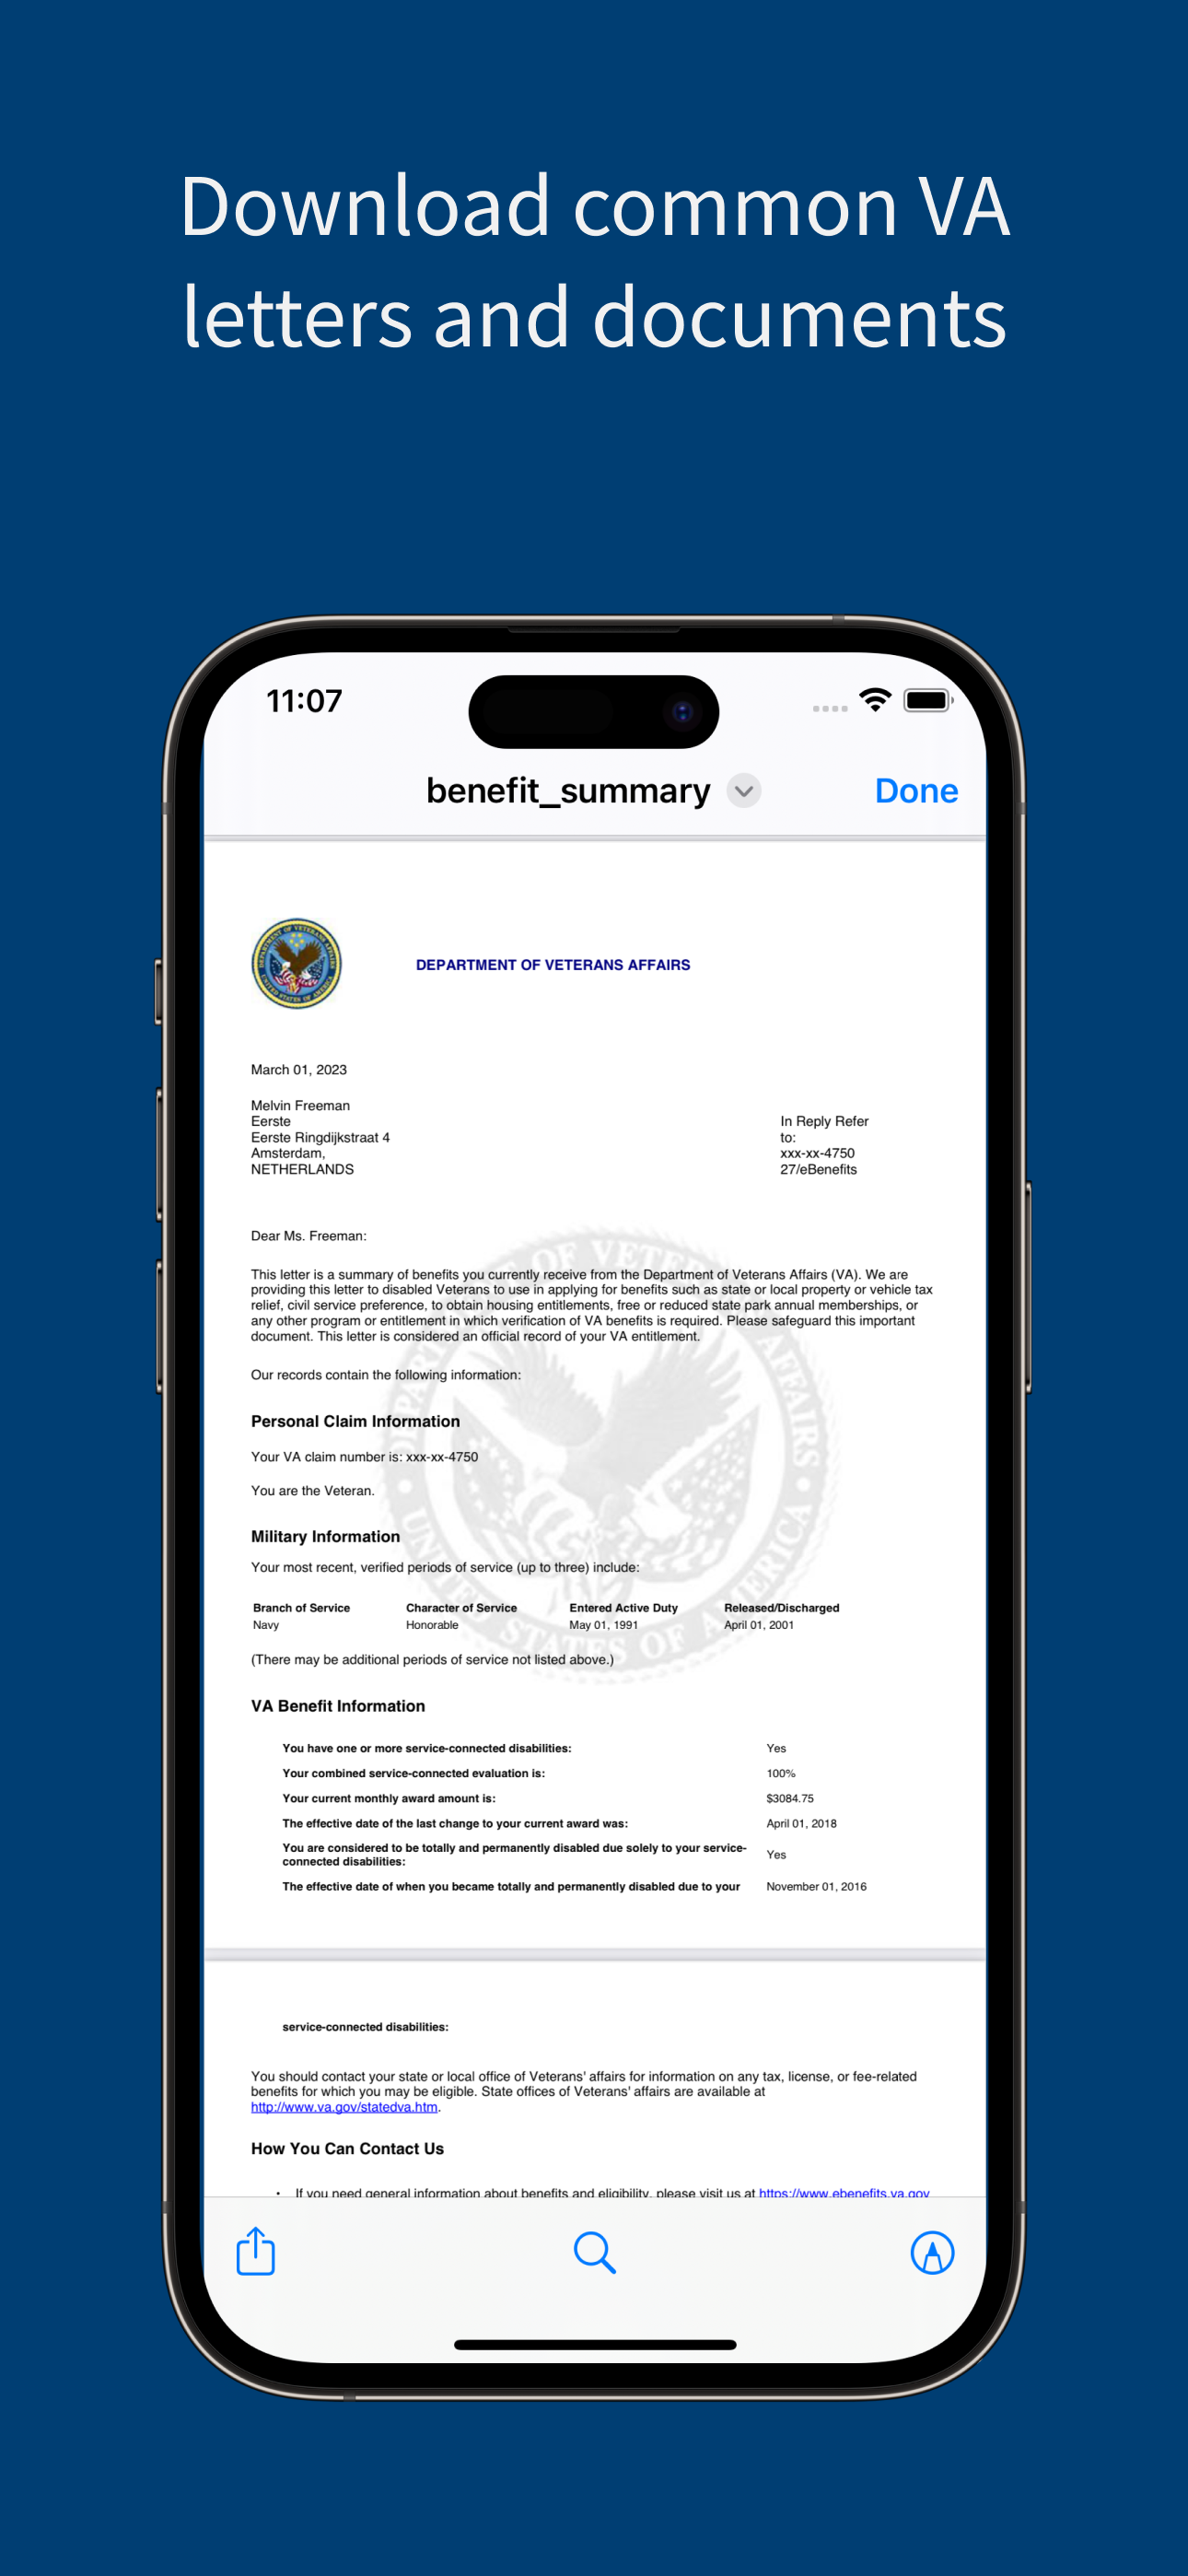 Download common VA
letters and documents
11:07
benefit_summary
Done
DEPARTMENT OF VETERANS AFFAIRS
UNITED STATES OF AMERICA
DEPARTMENT OF VETERANS AFFAIRS
March 01, 2023
Melvin Freeman
Eerste
Eerste Ringdijkstraat 4
Amsterdam,
NETHERLANDS
In Reply Refer
to:
xxx-xx-4750
27/eBenefits
Dear Ms. Freeman:
This letter is a summary of benefits you currently receive from the Department of Veterans Affairs (VA). We are
providing this letter to disabled Veterans to use in applying for benefits such as state or local property or vehicle tax
relief, civil service preference, to obtain housing entitlements, free or reduced state park annual memberships, or
any other program or entitlement in which verification of VA benefits is required. Please safeguard this important
document. This letter is considered an official record of your VA entitlement.
Our records contain the following information:
Personal Claim Information
Your VA claim number is: xxx-xx-4750
You are the Veteran.
Military Information
Your most recent, verified periods of service (up to three) include:
Branch of Service Character of Service Entered Active Duty Released/Discharged
Navy Honorable May 01, 1991 April 01, 2001
(There may be additional periods of service not listed above.)
DEPARTMENT OF VETERANS AFFAIRS
UNITED STATES OF AMERICA
VA Benefit Information
You have one or more service-connected disabilities: Yes
Your combined service-connected evaluation is: 100%
Your current monthly award amount is: $3084.75
The effective date of the last change to your current award was: April 01, 2018
You are considered to be totally and permanently disabled due solely to your service-
connected disabilities: Yes
The effective date of when you became totally and permanently disabled due to your November 01, 2016
service-connected disabilities:
You should contact your state or local office of Veterans' affairs for information on any tax, license, or fee-related
benefits for which you may be eligible. State offices of Veterans' affairs are available at
http://www.va.gov/statedva.htm.
How You Can Contact Us
• If you need general information about benefits and eligibility, please visit us at https://www.ebenefits.va.gov